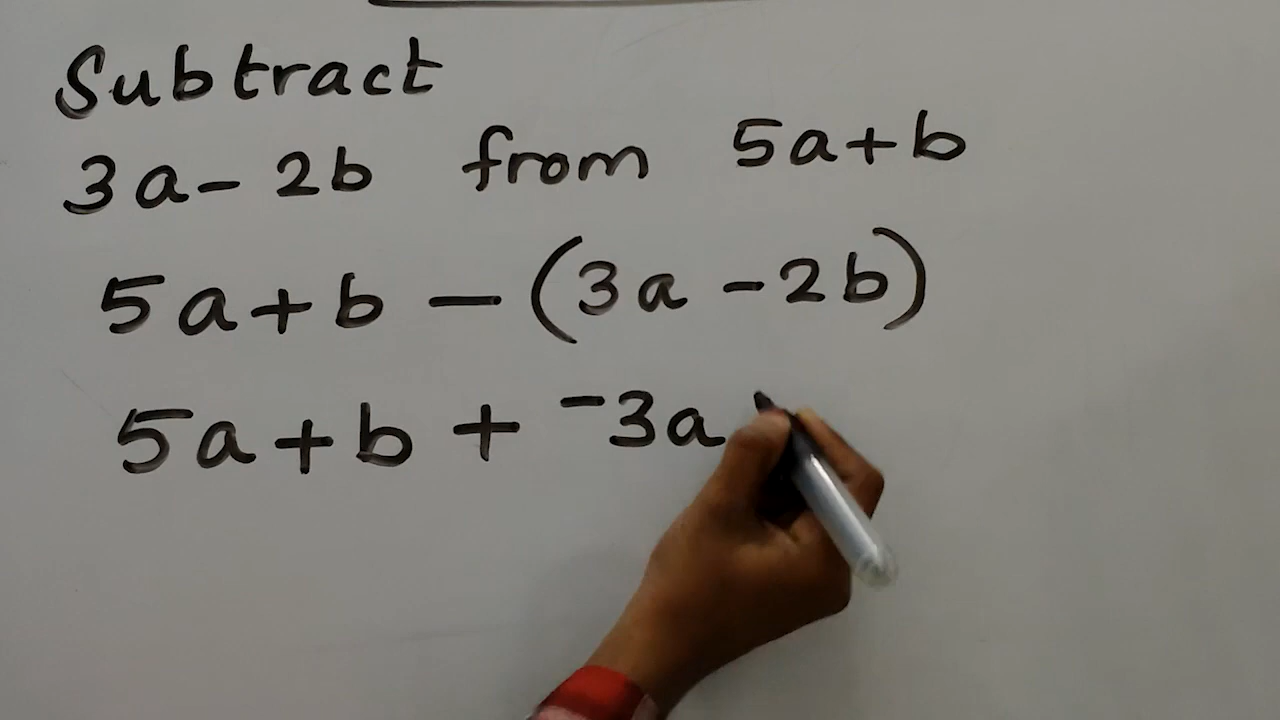 Subtract
3a - 2b from 5a + b
5a + b - (3a - 2b)
5a + b + ⁻3a